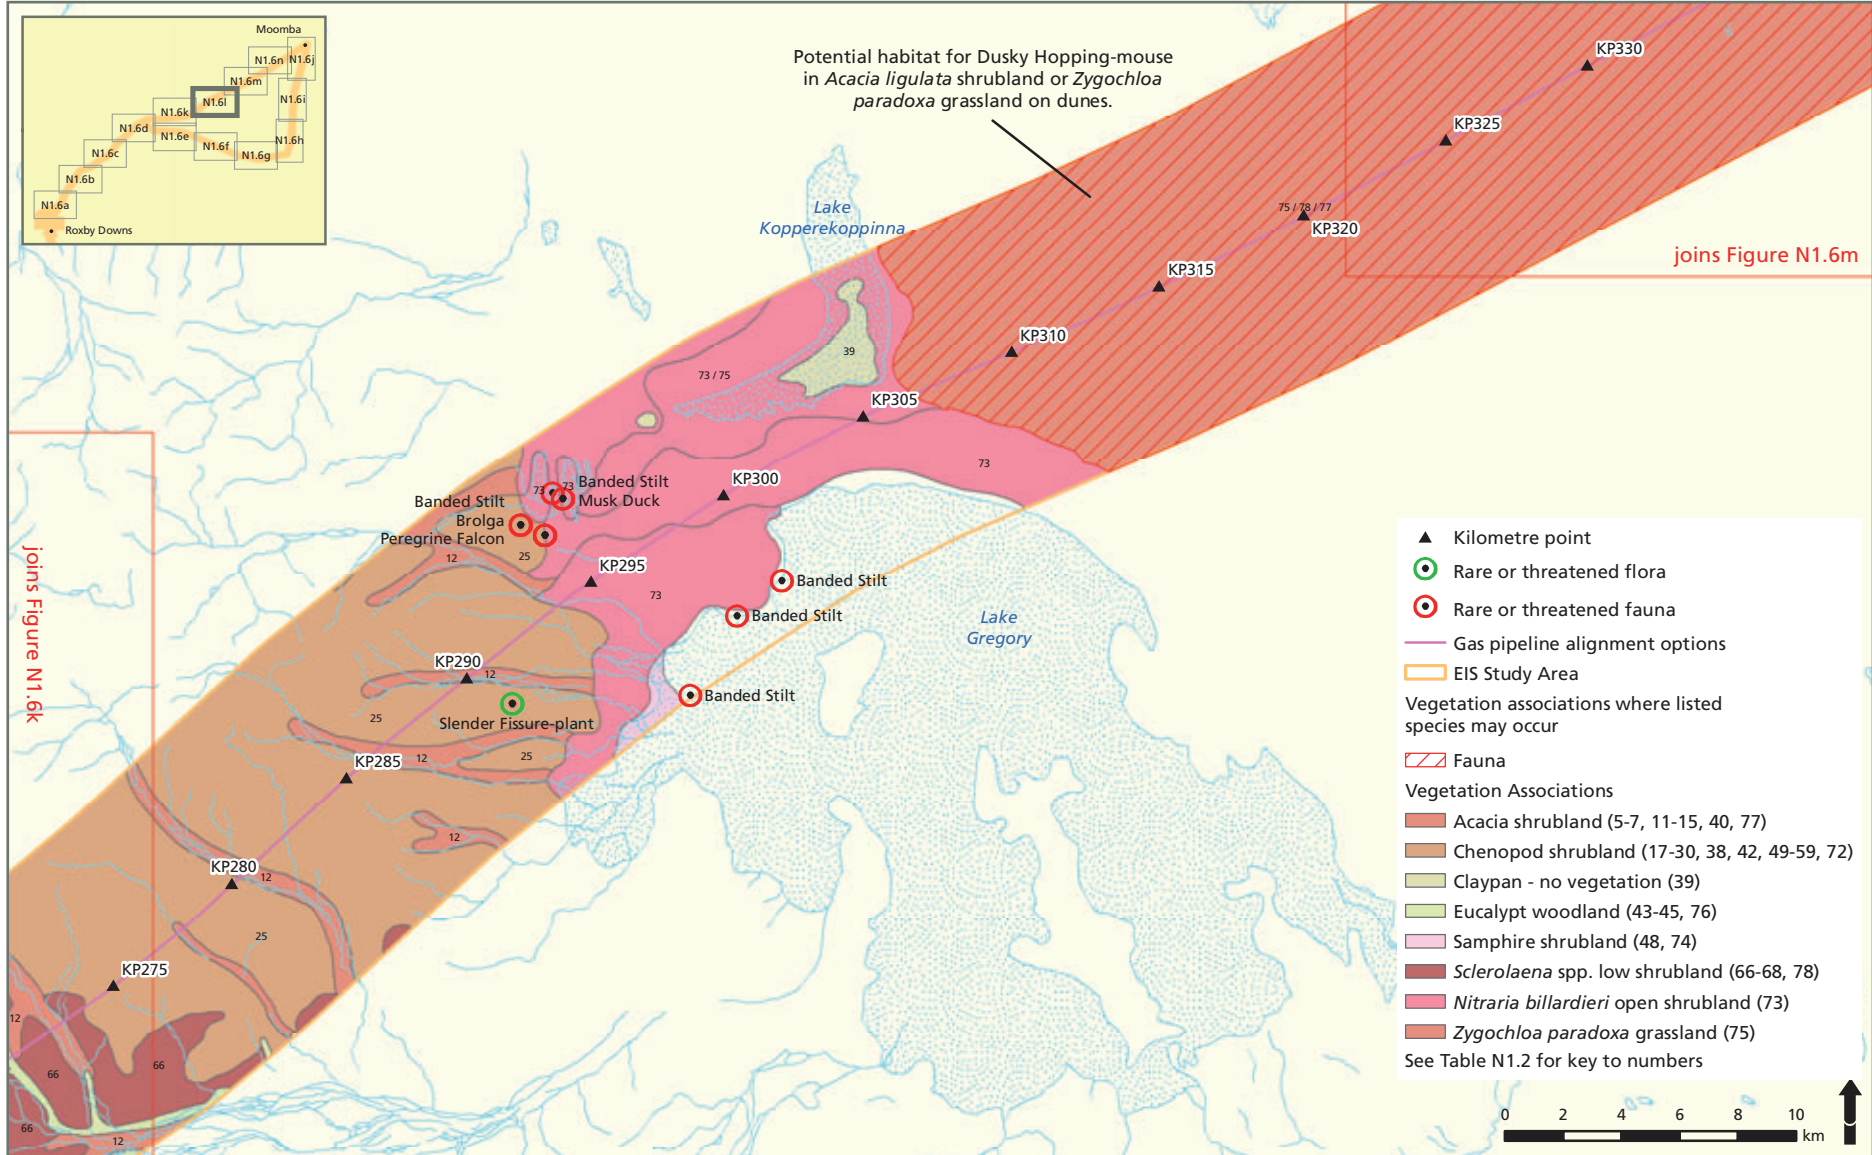 Moomba
N1.6n
N1.6j
N1.6m
N1.6l
N1.6i
N1.6k
N1.6d
N1.6e
N1.6f
N1.6h
N1.6c
N1.6g
N1.6b
N1.6a
Roxby Downs
Potential habitat for Dusky Hopping-mouse
in Acacia ligulata shrubland or Zygochloa
paradoxa grassland on dunes.
KP330
KP325
75 / 78 / 77
KP320
joins Figure N1.6m
KP315
KP310
Lake
Kopperekoppinna
39
73 / 75
KP305
73
KP300
73
73
Banded Stilt
Musk Duck
Banded Stilt
Brolga
Peregrine Falcon
12
25
KP295
73
Banded Stilt
Banded Stilt
Lake
Gregory
Banded Stilt
KP290
12
Slender Fissure-plant
25
12
25
KP285
12
KP280
12
25
KP275
12
66
66
66
12
joins Figure N1.6k
Kilometre point
Rare or threatened flora
Rare or threatened fauna
Gas pipeline alignment options
EIS Study Area
Vegetation associations where listed
species may occur
Fauna
Vegetation Associations
Acacia shrubland (5-7, 11-15, 40, 77)
Chenopod shrubland (17-30, 38, 42, 49-59, 72)
Claypan - no vegetation (39)
Eucalypt woodland (43-45, 76)
Samphire shrubland (48, 74)
Sclerolaena spp. low shrubland (66-68, 78)
Nitraria billardieri open shrubland (73)
Zygochloa paradoxa grassland (75)
See Table N1.2 for key to numbers
0 2 4 6 8 10
km